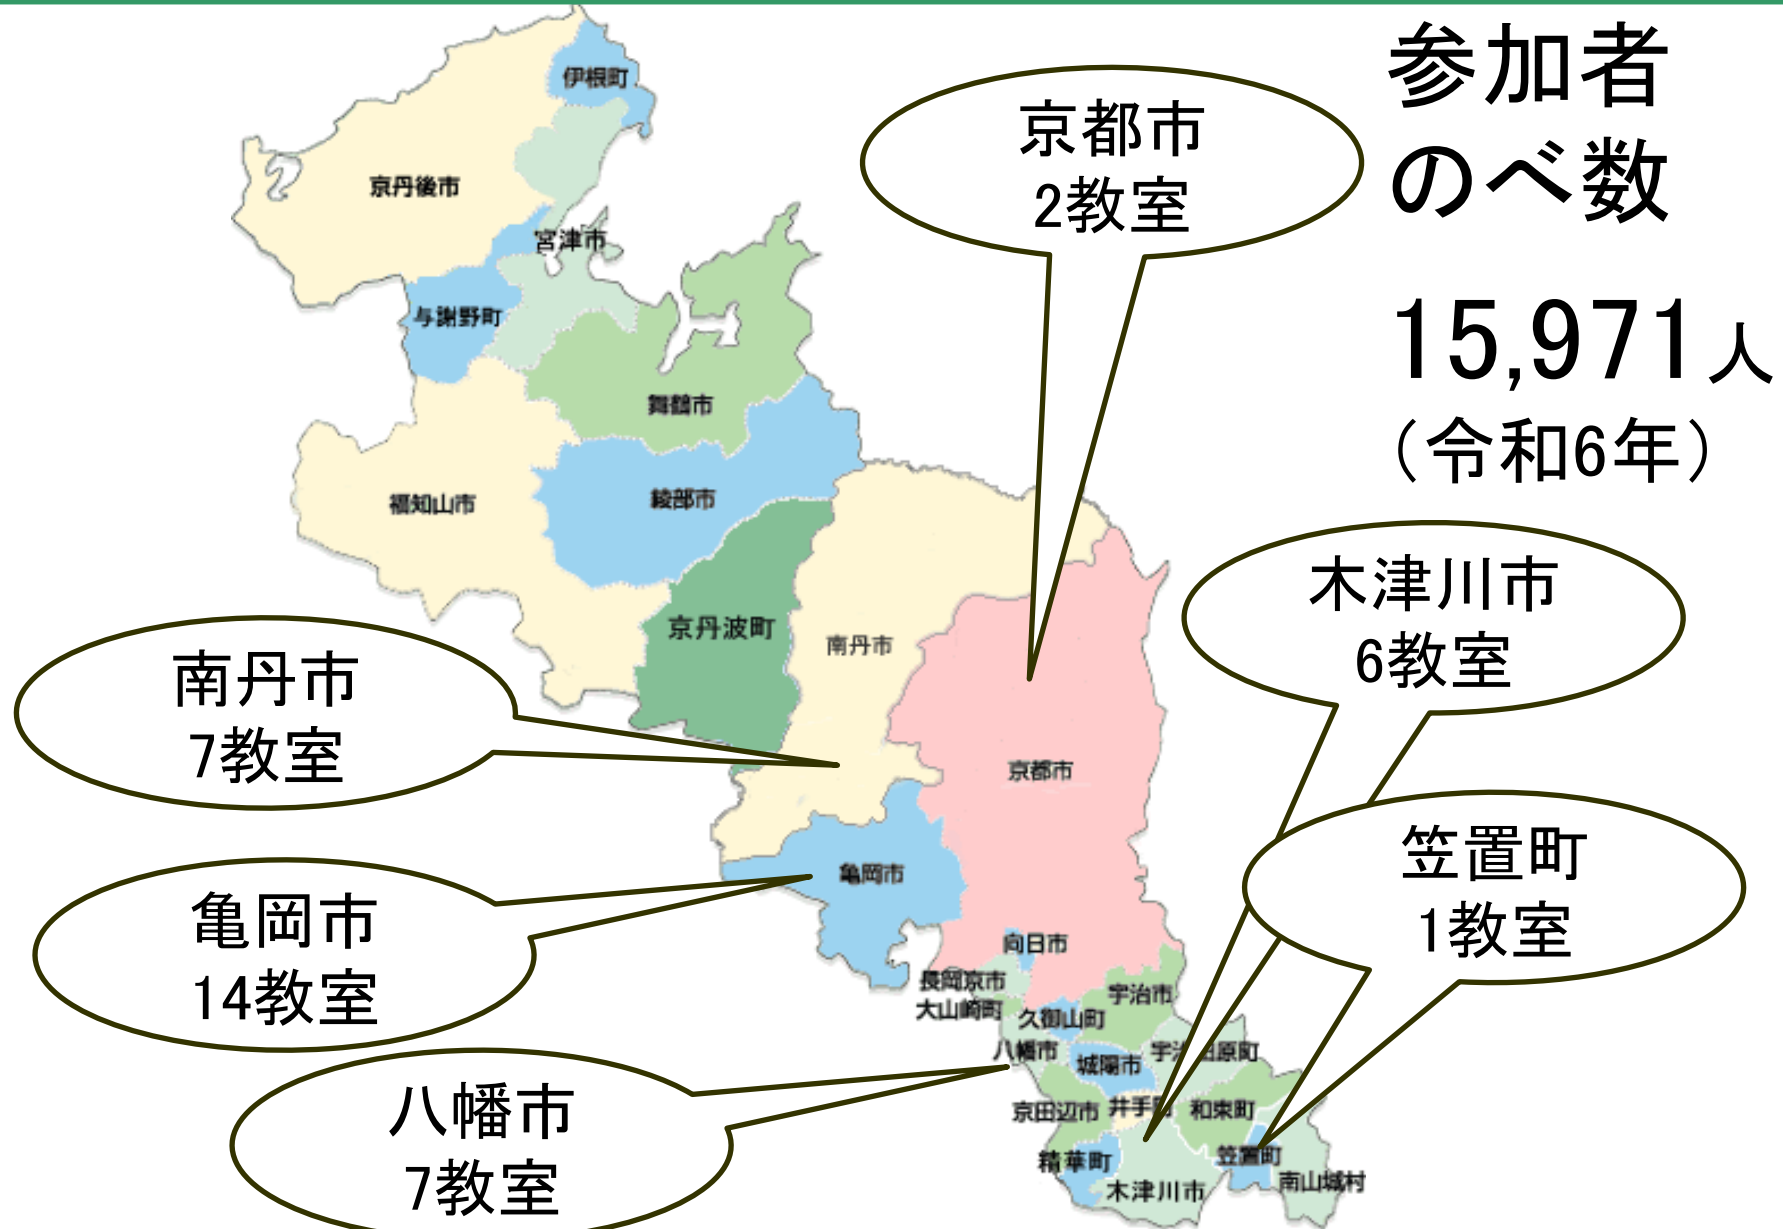 参加者
のべ数
15,971人
（令和6年）
京都市
2教室
木津川市
6教室
笠置町
1教室
南丹市
7教室
亀岡市
14教室
八幡市
7教室
伊根町
京丹後市
宮津市
与謝野町
舞鶴市
福知山市
綾部市
京丹波町
南丹市
京都市
亀岡市
向日市
長岡京市
大山崎町
宇治市
久御山町
八幡市
城陽市
宇治田原町
京田辺市
井手町
和束町
精華町
笠置町
木津川市
南山城村